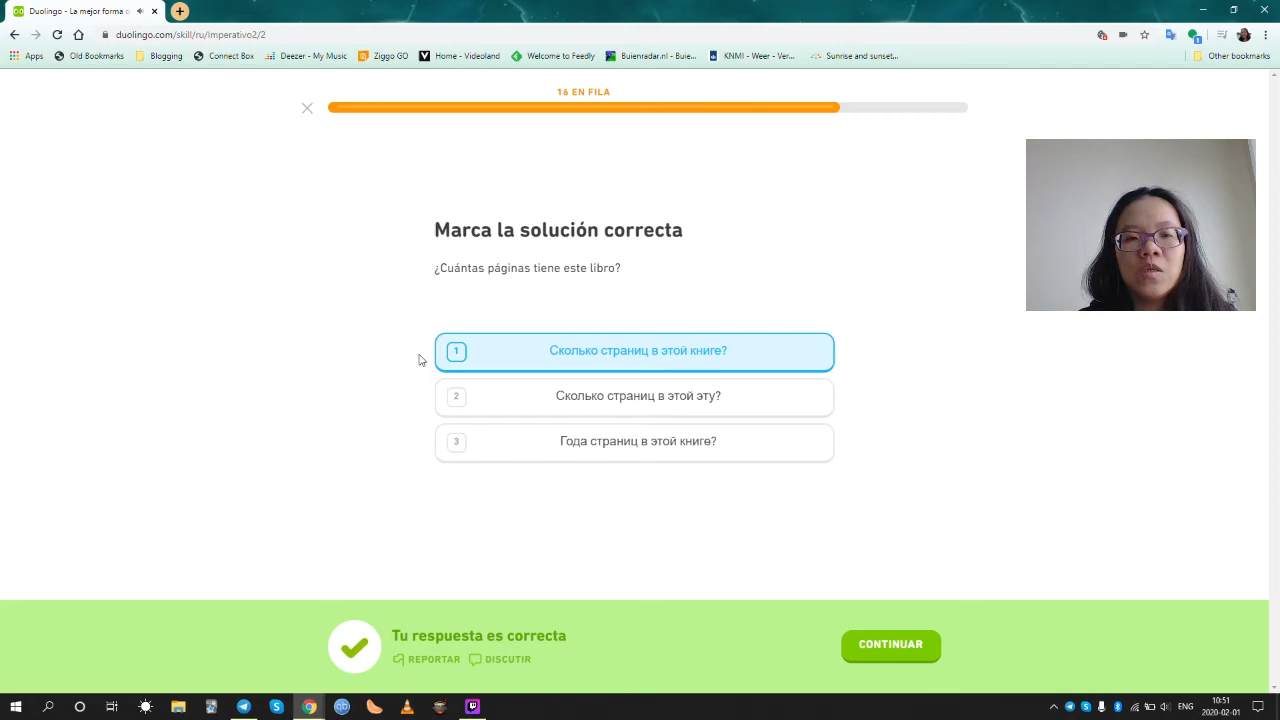 Duolingo - La mejor forma d
duolingo.com/skill/ru/Imperativo2/2
Apps Old Bookmarks Blogging Connect Box Deezer - My Music Ziggo GO Home - Videoland Welcome to Feedly Buienradar.nl - Buie... KNMI - Weer - Ver... Sunrise and sunset... Other bookmarks
16 EN FILA
Marca la solución correcta
¿Cuántas páginas tiene este libro?
1 Сколько страниц в этой книге?
2 Сколько страниц в этой эту?
3 Года страниц в этой книге?
Tu respuesta es correcta
REPORTAR DISCUTIR
CONTINUAR
ENG
10:51
2020-02-01